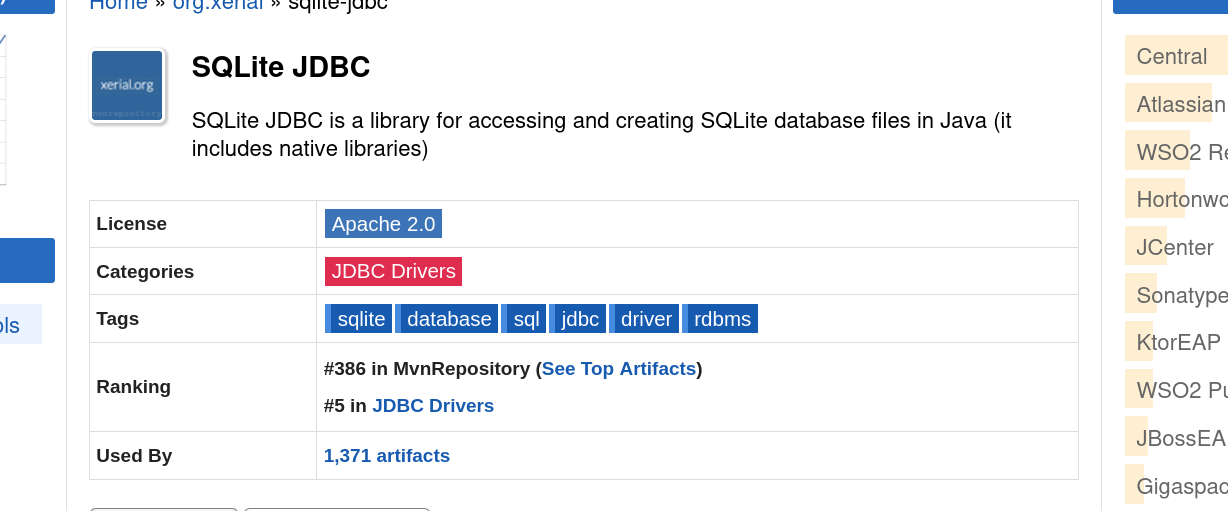 Home » org.xerial » sqlite-jdbc
xerial.org
SQLite JDBC
SQLite JDBC is a library for accessing and creating SQLite database files in Java (it
includes native libraries)
License
Apache 2.0
Categories
JDBC Drivers
Tags
sqlite database sql jdbc driver rdbms
Ranking
#386 in MvnRepository (See Top Artifacts)
#5 in JDBC Drivers
Used By
1,371 artifacts
ols
Central
Atlassian
WSO2 Re
Hortonwo
JCenter
Sonatype
KtorEAP
WSO2 Pu
JBossEA
Gigaspac